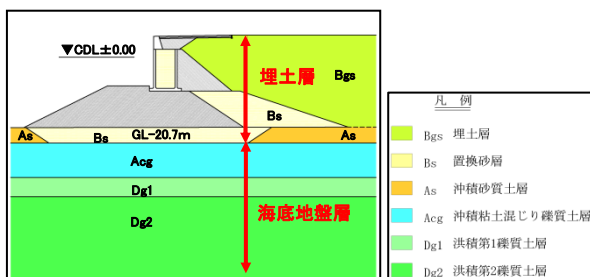 ▼CDL±0.00
埋土層
Bgs
Bs
As
Bs
GL-20.7m
As
Acg
Dg1
海底地盤層
Dg2
凡 例
Bgs 埋土層
Bs 置換砂層
As 沖積砂質土層
Acg 沖積粘土混じり礫質土層
Dg1 洪積第1礫質土層
Dg2 洪積第2礫質土層